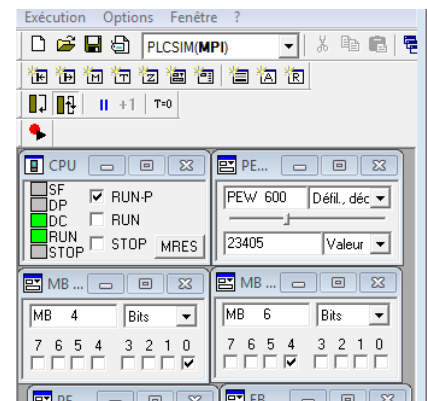 Exécution Options Fenêtre ?
PLCSIM(MPI)
+1 T=0
CPU
SF
DP
DC
RUN
STOP
RUN-P
RUN
STOP MRES
PE...
PEW 600 Défil., déc
23405 Valeur
MB ...
MB 4 Bits
7 6 5 4 3 2 1 0
MB ...
MB 6 Bits
7 6 5 4 3 2 1 0